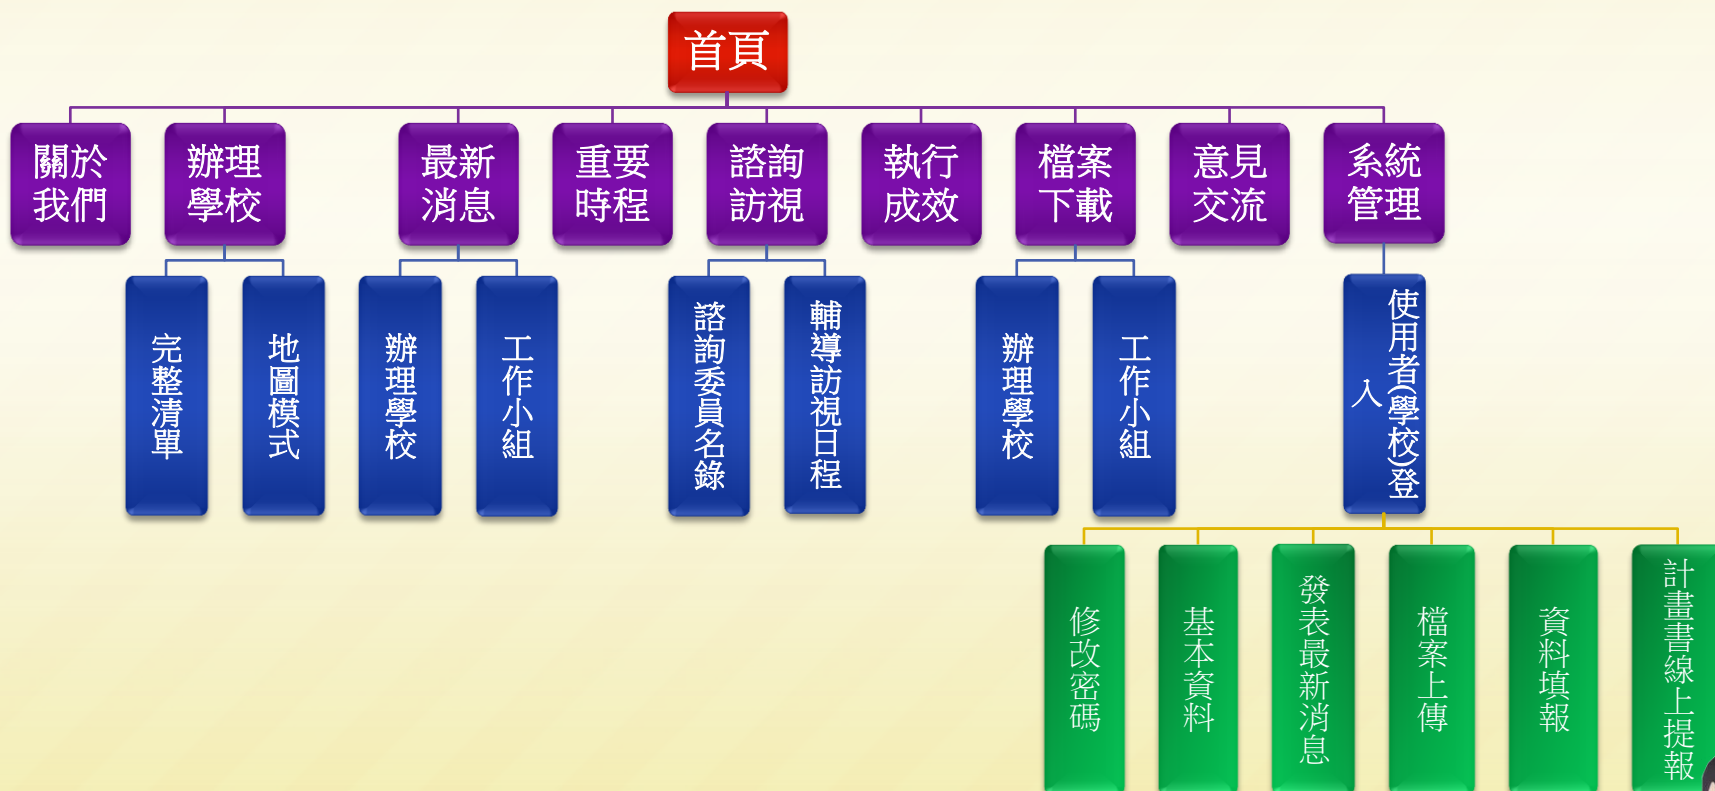 首頁
關於
我們
辦理
學校
最新
消息
重要
時程
諮詢
訪視
執行
成效
檔案
下載
意見
交流
系統
管理
完整清單
地圖模式
辦理學校
工作小組
諮詢委員名錄
輔導訪視日程
辦理學校
工作小組
使用者(學校)登
入
修改密碼
基本資料
發表最新消息
檔案上傳
資料填報
計畫書線上提報